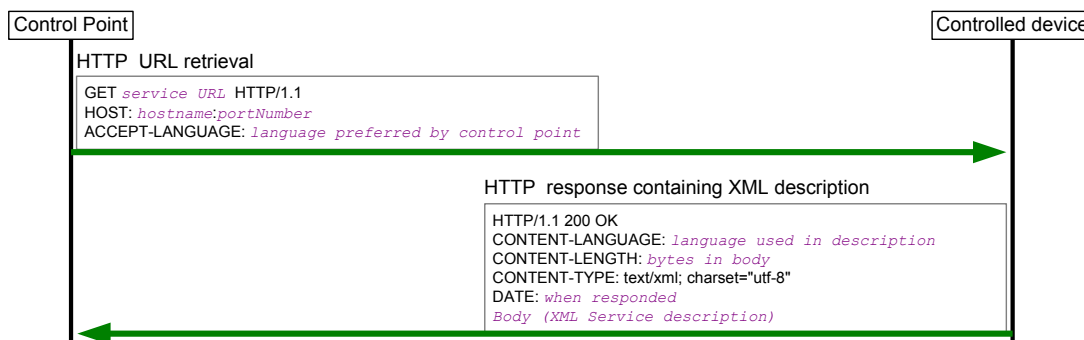 Control Point
Controlled device
HTTP URL retrieval
GET service URL HTTP/1.1
HOST: hostname:portNumber
ACCEPT-LANGUAGE: language preferred by control point
HTTP response containing XML description
HTTP/1.1 200 OK
CONTENT-LANGUAGE: language used in description
CONTENT-LENGTH: bytes in body
CONTENT-TYPE: text/xml; charset="utf-8"
DATE: when responded
Body (XML Service description)